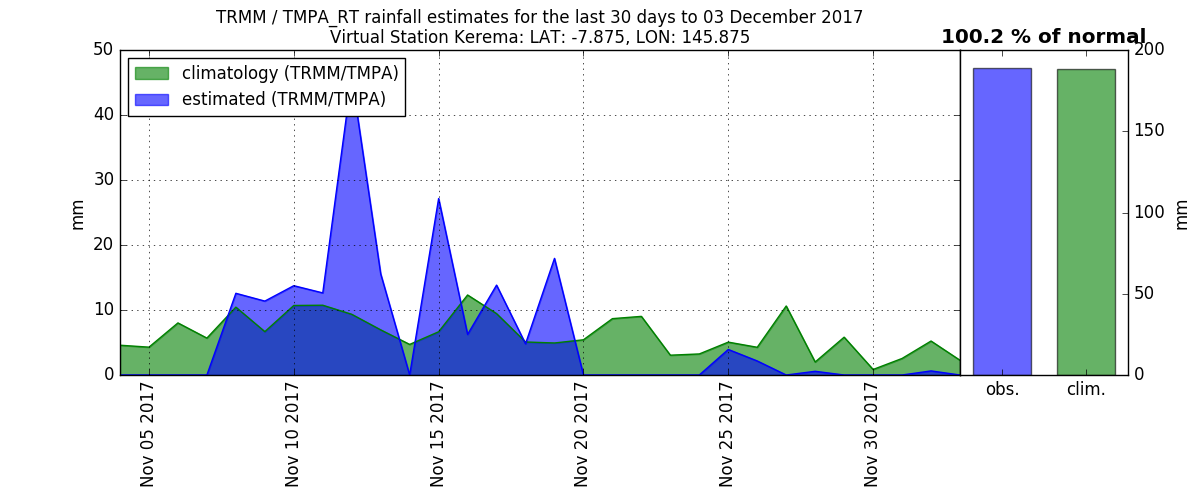 TRMM / TMPA_RT rainfall estimates for the last 30 days to 03 December 2017
Virtual Station Kerema: LAT: -7.875, LON: 145.875
100.2 % of normal
climatology (TRMM/TMPA)
estimated (TRMM/TMPA)
50
40
30
20
10
0
mm
Nov 05 2017
Nov 10 2017
Nov 15 2017
Nov 20 2017
Nov 25 2017
Nov 30 2017
obs.
clim.
200
150
100
50
0
mm